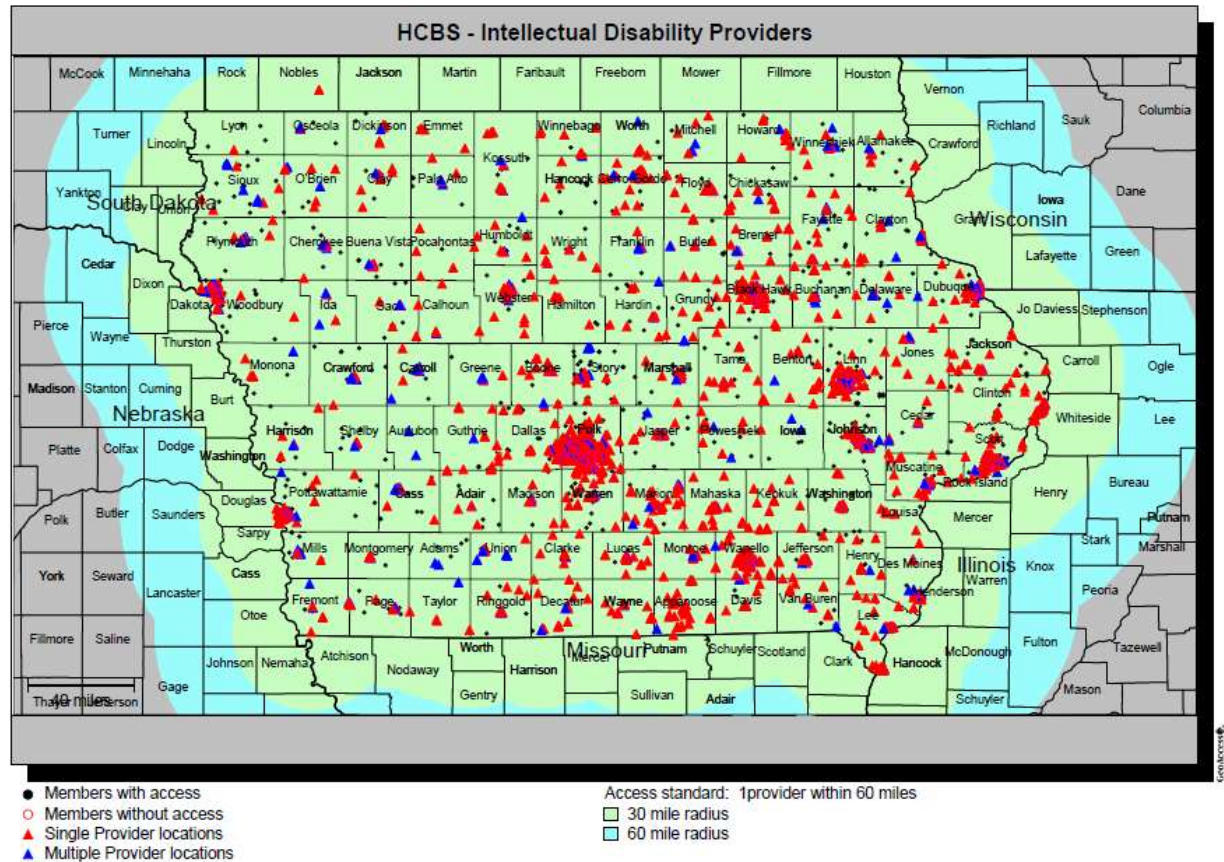 HCBS - Intellectual Disability Providers
McCook Minnehaha Rock Nobles Jackson Martin Faribault Freeborn Mower Fillmore Houston
Vernon
Columbia
Turner Lincoln Lyon Osceola Dickinson Emmet Winnebago Worth Mitchell Howard Winneshiek Allamakee Richland Sauk
Crawford
Kossuth
Yankton Clay Union Sioux O'Brien Clay Palo Alto Hancock Cerro Gordo Floyd Chickasaw Dane
South Dakota Iowa
Fayette Clayton Grant Wisconsin
Plymouth Cherokee Buena Vista Pocahontas Humboldt Wright Franklin Butler Bremer
Cedar Lafayette Green
Dixon
Dakota Woodbury Ida Sac Calhoun Webster Hamilton Hardin Grundy Black Hawk Buchanan Delaware Dubuque
Jo Daviess Stephenson
Pierce
Wayne Thurston
Monona Crawford Carroll Greene Boone Story Marshall Tama Benton Linn Jones Jackson Carroll
Ogle
Madison Stanton Cuming Burt Clinton
Nebraska Cedar Whiteside Lee
Harrison Shelby Audubon Guthrie Dallas Polk Jasper Poweshiek Iowa Johnson Scott
Platte Colfax Dodge Washington
Muscatine Rock Island Bureau
Douglas Pottawattamie Cass Adair Madison Warren Marion Mahaska Keokuk Washington Henry
Polk Butler Saunders Louisa Mercer Putnam
Sarpy
Mills Montgomery Adams Union Clarke Lucas Monroe Wapello Jefferson Henry Des Moines Stark Marshall
Illinois
York Seward Cass Warren Knox
Lancaster Henderson Peoria
Fremont Page Taylor Ringgold Decatur Wayne Appanoose Davis Van Buren Lee
Otoe
Fillmore Saline Fulton Tazewell
Johnson Nemaha Atchison Nodaway Worth Harrison Mercer Putnam Schuyler Scotland Clark Hancock McDonough
Missouri
Gage Gentry Sullivan Adair Schuyler Mason
40 miles
Thayer Jefferson
GeoAccess
Members with access
Members without access
Single Provider locations
Multiple Provider locations
Access standard: 1provider within 60 miles
30 mile radius
60 mile radius